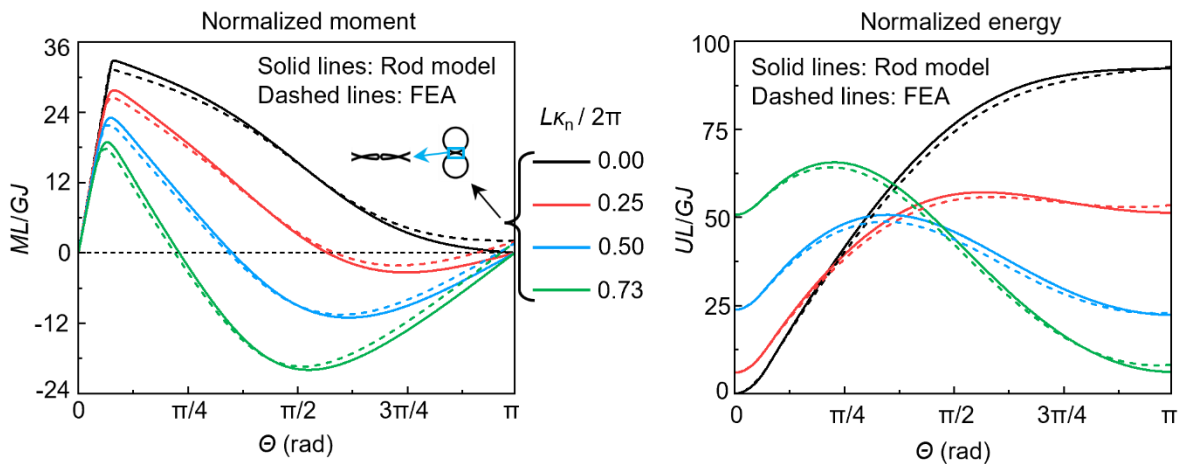 Normalized moment
36
24
12
0
-12
-24
ML/GJ
Solid lines: Rod model
Dashed lines: FEA
Lκn / 2π
0.00
0.25
0.50
0.73
0
π/4
π/2
3π/4
π
Θ (rad)
Normalized energy
100
75
50
25
0
UL/GJ
Solid lines: Rod model
Dashed lines: FEA
0
π/4
π/2
3π/4
π
Θ (rad)